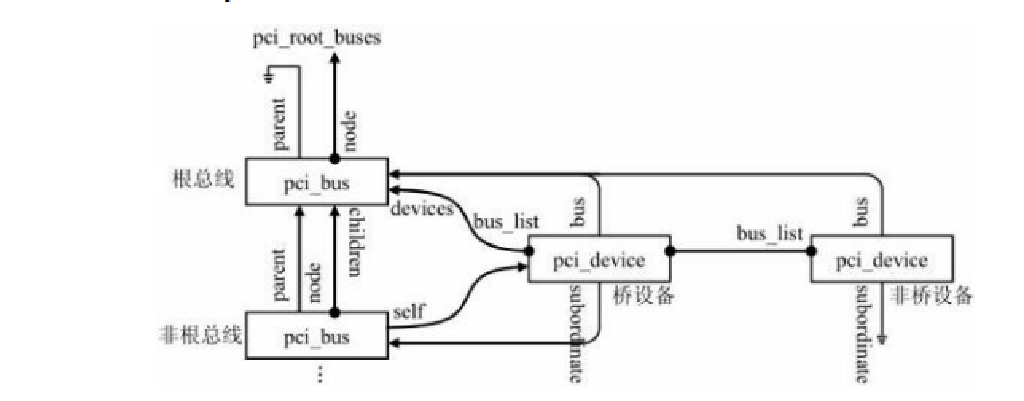 pci_root_buses
parent
node
根总线
pci_bus
devices
bus_list
bus
bus_list
bus
children
pci_device
pci_device
parent
node
self
subordinate
桥设备
subordinate
非桥设备
非根总线
pci_bus
⋮